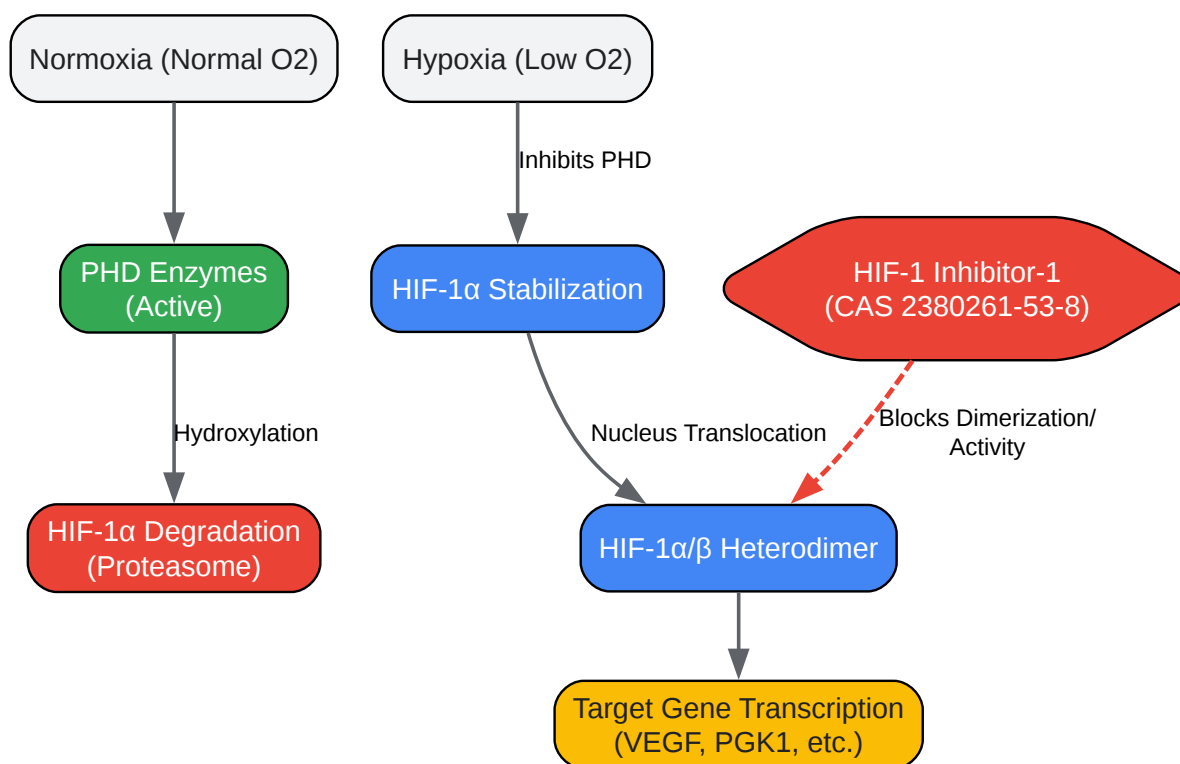 Normoxia (Normal O2)
Hypoxia (Low O2)
Inhibits PHD
PHD Enzymes
(Active)
HIF-1α Stabilization
HIF-1 Inhibitor-1
(CAS 2380261-53-8)
Hydroxylation
Nucleus Translocation
Blocks Dimerization/
Activity
HIF-1α Degradation
(Proteasome)
HIF-1α/β Heterodimer
Target Gene Transcription
(VEGF, PGK1, etc.)